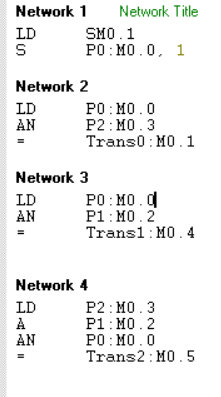 Network 1 Network Title
LD SM0.1
S P0:M0.0, 1
Network 2
LD P0:M0.0
AN P2:M0.3
= Trans0:M0.1
Network 3
LD P0:M0.0
AN P1:M0.2
= Trans1:M0.4
Network 4
LD P2:M0.3
A P1:M0.2
AN P0:M0.0
= Trans2:M0.5